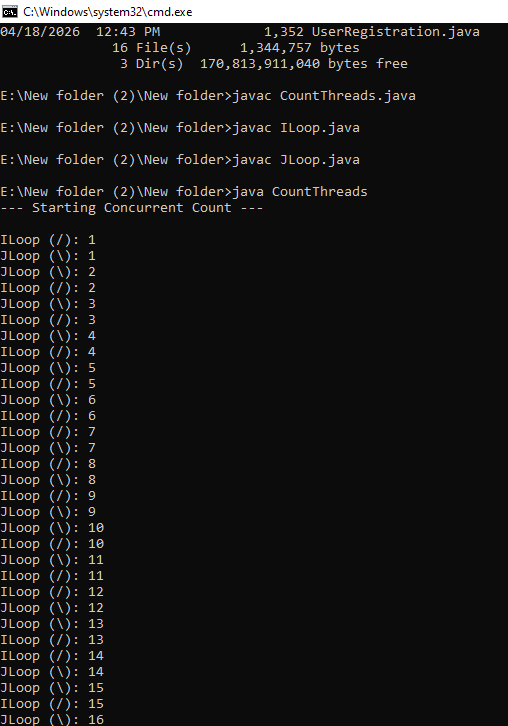 C:\Windows\system32\cmd.exe
04/18/2026  12:43 PM             1,352 UserRegistration.java
              16 File(s)      1,344,757 bytes
               3 Dir(s)  170,813,911,040 bytes free
E:\New folder (2)\New folder>javac CountThreads.java
E:\New folder (2)\New folder>javac ILoop.java
E:\New folder (2)\New folder>javac JLoop.java
E:\New folder (2)\New folder>java CountThreads
--- Starting Concurrent Count ---
ILoop (/): 1
JLoop (\): 1
JLoop (\): 2
ILoop (/): 2
JLoop (\): 3
ILoop (/): 3
JLoop (\): 4
ILoop (/): 4
JLoop (\): 5
ILoop (/): 5
JLoop (\): 6
ILoop (/): 6
ILoop (/): 7
JLoop (\): 7
ILoop (/): 8
JLoop (\): 8
ILoop (/): 9
JLoop (\): 9
JLoop (\): 10
ILoop (/): 10
JLoop (\): 11
ILoop (/): 11
ILoop (/): 12
JLoop (\): 12
JLoop (\): 13
ILoop (/): 13
ILoop (/): 14
JLoop (\): 14
JLoop (\): 15
ILoop (/): 15
JLoop (\): 16